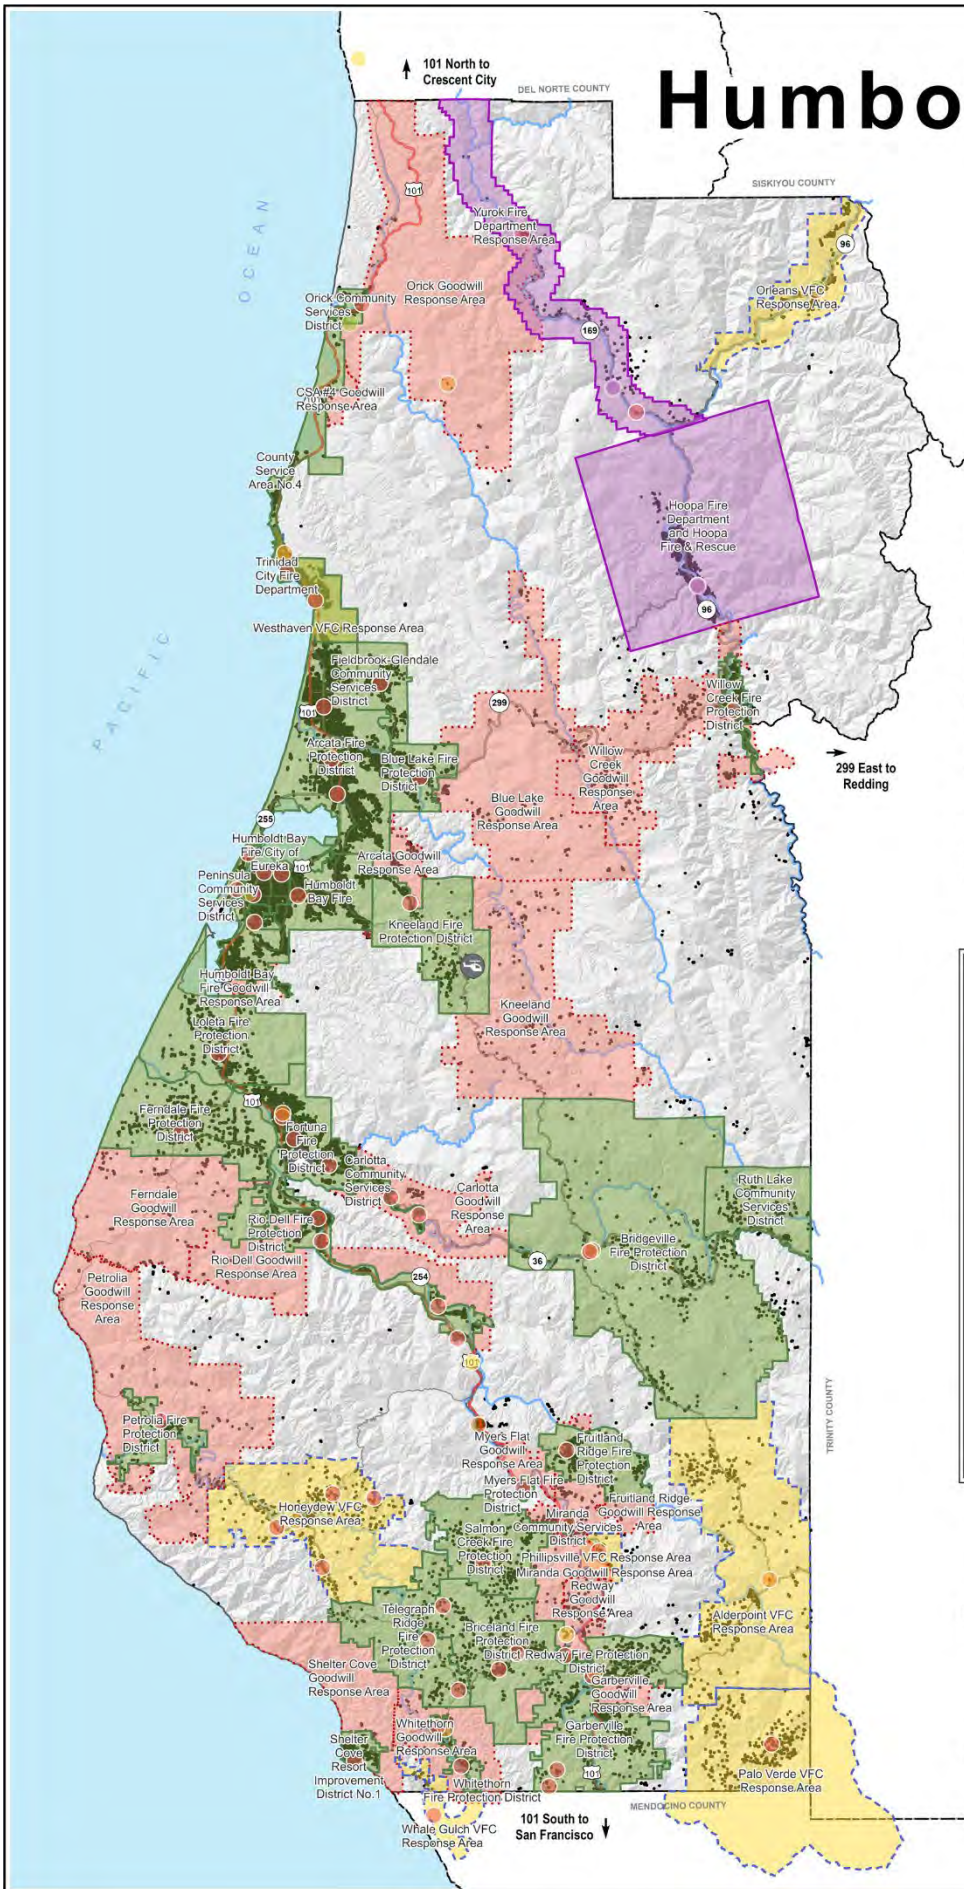 101 North to
Crescent City
DEL NORTE COUNTY
Humbo
SISKIYOU COUNTY
101
Yurok Fire
Department
Response Area
96
OCEAN
Orick Goodwill
Response Area
Orleans VFC
Response Area
Orick Community
Services
District
169
CSA #4 Goodwill
Response Area
101
County
Service
Area No.4
Hoopa Fire
Department
and Hoopa
Fire & Rescue
Trinidad
City Fire
Department
96
Westhaven VFC Response Area
PACIFIC
Fieldbrook-Glendale
Community
Services
District
Willow
Creek Fire
Protection
District
299
101
Arcata Fire
Protection
District
Blue Lake Fire
Protection
District
Willow
Creek
Goodwill
Response
Area
299 East to
Redding
Blue Lake
Goodwill
Response Area
255
Humboldt Bay
Fire/City of
Eureka
101
Arcata Goodwill
Response Area
Peninsula
Community
Services
District
Humboldt
Bay Fire
Kneeland Fire
Protection District
Humboldt Bay
Fire Goodwill
Response Area
Kneeland
Goodwill
Response Area
Loleta Fire
Protection
District
101
Ferndale Fire
Protection
District
Fortuna
Fire
Protection
District
Carlotta
Community
Services
District
Carlotta
Goodwill
Response
Area
Ruth Lake
Community
Services
District
Ferndale
Goodwill
Response Area
Rio Dell Fire
Protection
District
Rio Dell Goodwill
Response Area
Bridgeville
Fire Protection
District
36
254
Petrolia
Goodwill
Response
Area
101
TRINITY COUNTY
Petrolia Fire
Protection
District
Myers Flat
Goodwill
Response Area
Fruitland
Ridge Fire
Protection
District
Myers Flat Fire
Protection
District
Honeydew VFC
Response Area
Fruitland Ridge
Goodwill Response
Area
Miranda
Community Services
District
Salmon
Creek Fire
Protection
District
Phillipsville VFC Response Area
Miranda Goodwill Response Area
Redway
Goodwill
Response Area
Telegraph
Ridge
Fire
Protection
District
Alderpoint VFC
Response Area
Briceland Fire
Protection
District
Redway Fire Protection
District
Shelter Cove
Goodwill
Response Area
Garberville
Goodwill
Response Area
Whitethorn
Goodwill
Response Area
Garberville
Fire Protection
District
Shelter
Cove
Resort
Improvement
District No.1
101
Palo Verde VFC
Response Area
Whitethorn
Fire Protection District
MENDOCINO COUNTY
101 South to
San Francisco
Whale Gulch VFC
Response Area